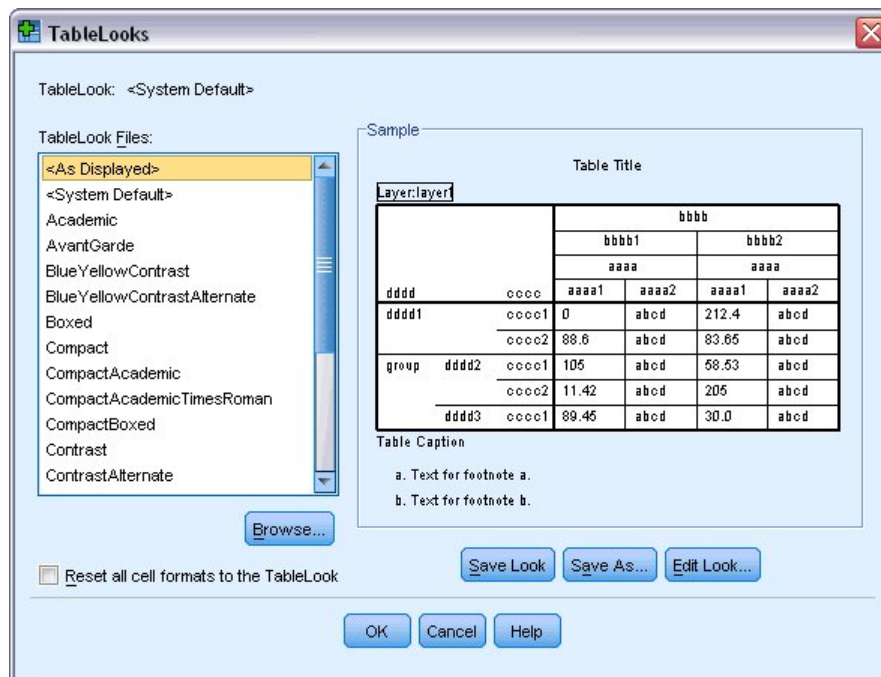 TableLooks
TableLook: <System Default>
TableLook Files:
<As Displayed>
<System Default>
Academic
AvantGarde
BlueYellowContrast
BlueYellowContrastAlternate
Boxed
Compact
CompactAcademic
CompactAcademicTimesRoman
CompactBoxed
Contrast
ContrastAlternate
Browse...
Reset all cell formats to the TableLook
Sample
Table Title
Layer:layer1
bbbb
bbbb1 bbbb2
aaaa aaaa
dddd cccc aaaa1 aaaa2 aaaa1 aaaa2
dddd1 cccc1 0 abcd 212.4 abcd
cccc2 88.6 abcd 83.65 abcd
group dddd2 cccc1 105 abcd 58.53 abcd
cccc2 11.42 abcd 205 abcd
dddd3 cccc1 89.45 abcd 30.0 abcd
Table Caption
a. Text for footnote a.
b. Text for footnote b.
Save Look Save As... Edit Look...
OK Cancel Help